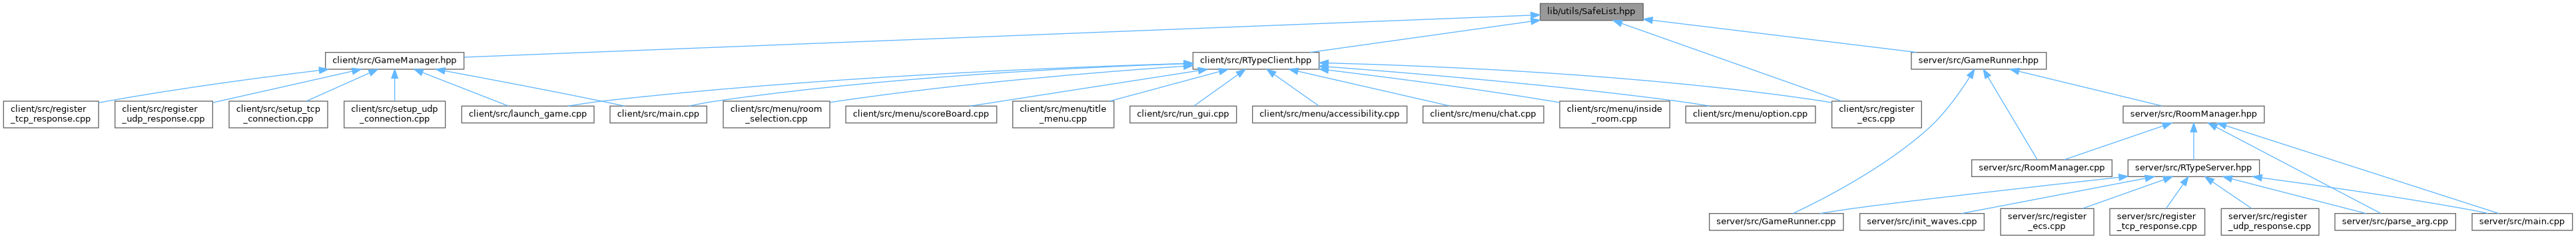 lib/utils/SafeList.hpp
client/src/GameManager.hpp
client/src/RTypeClient.hpp
server/src/GameRunner.hpp
client/src/register
_tcp_response.cpp
client/src/register
_udp_response.cpp
client/src/setup_tcp
_connection.cpp
client/src/setup_udp
_connection.cpp
client/src/launch_game.cpp
client/src/main.cpp
client/src/menu/room
_selection.cpp
client/src/menu/scoreBoard.cpp
client/src/menu/title
_menu.cpp
client/src/run_gui.cpp
client/src/menu/accessibility.cpp
client/src/menu/chat.cpp
client/src/menu/inside
_room.cpp
client/src/menu/option.cpp
client/src/register
_ecs.cpp
server/src/RoomManager.hpp
server/src/RoomManager.cpp
server/src/RTypeServer.hpp
server/src/GameRunner.cpp
server/src/init_waves.cpp
server/src/register
_ecs.cpp
server/src/register
_tcp_response.cpp
server/src/register
_udp_response.cpp
server/src/parse_arg.cpp
server/src/main.cpp